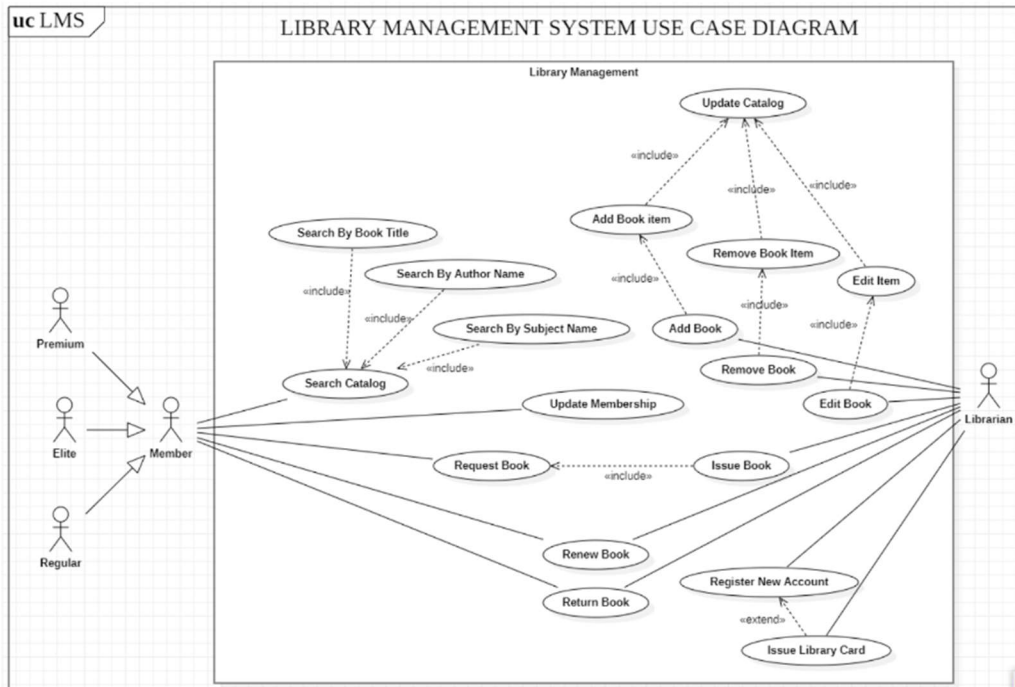 uc LMS
LIBRARY MANAGEMENT SYSTEM USE CASE DIAGRAM
Library Management
Update Catalog
«include»
«include»
«include»
Add Book item
Search By Book Title
Remove Book Item
Search By Author Name
Edit Item
«include»
«include»
«include»
«include»
«include»
Search By Subject Name
Add Book
Premium
«include»
Remove Book
Search Catalog
Update Membership
Edit Book
Librarian
Elite
Member
Request Book
Issue Book
«include»
Renew Book
Regular
Register New Account
Return Book
«extend»
Issue Library Card